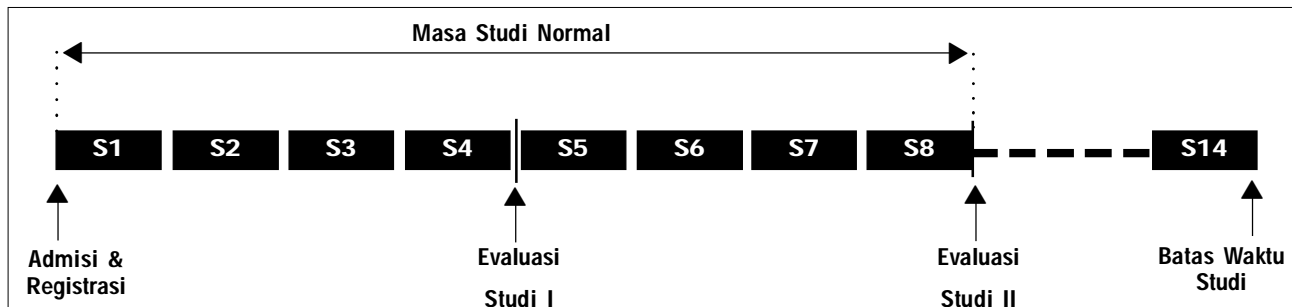 Masa Studi Normal
S1 S2 S3 S4 S5 S6 S7 S8 S14
Admisi &
Registrasi
Evaluasi
Studi I
Evaluasi
Studi II
Batas Waktu
Studi